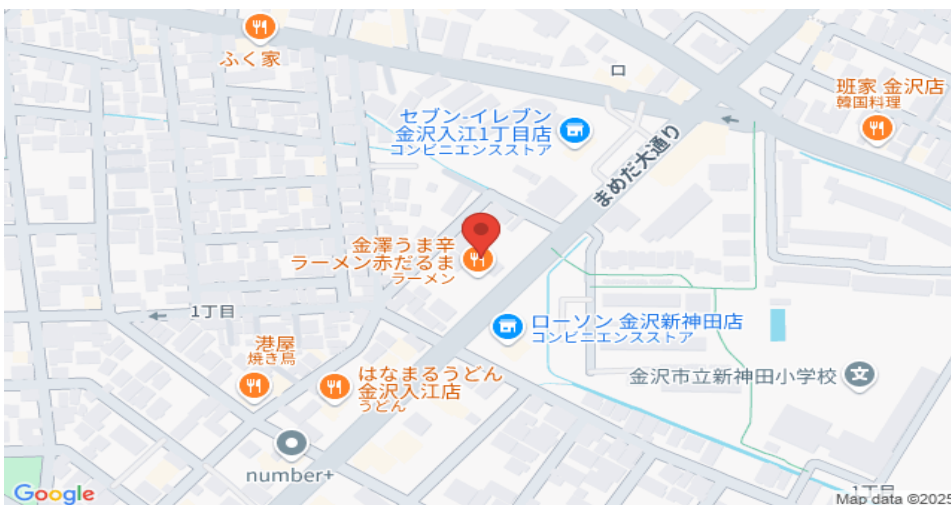 ふく家
ロ
班家 金沢店
韓国料理
セブン-イレブン
金沢入江1丁目店
コンビニエンスストア
まめだ大通り
金澤うま辛
ラーメン赤だるま
ラーメン
1丁目
ローソン 金沢新神田店
コンビニエンスストア
港屋
焼き鳥
はなまるうどん
金沢入江店
うどん
金沢市立新神田小学校
文
number+
1丁目
Google
Map data ©2025